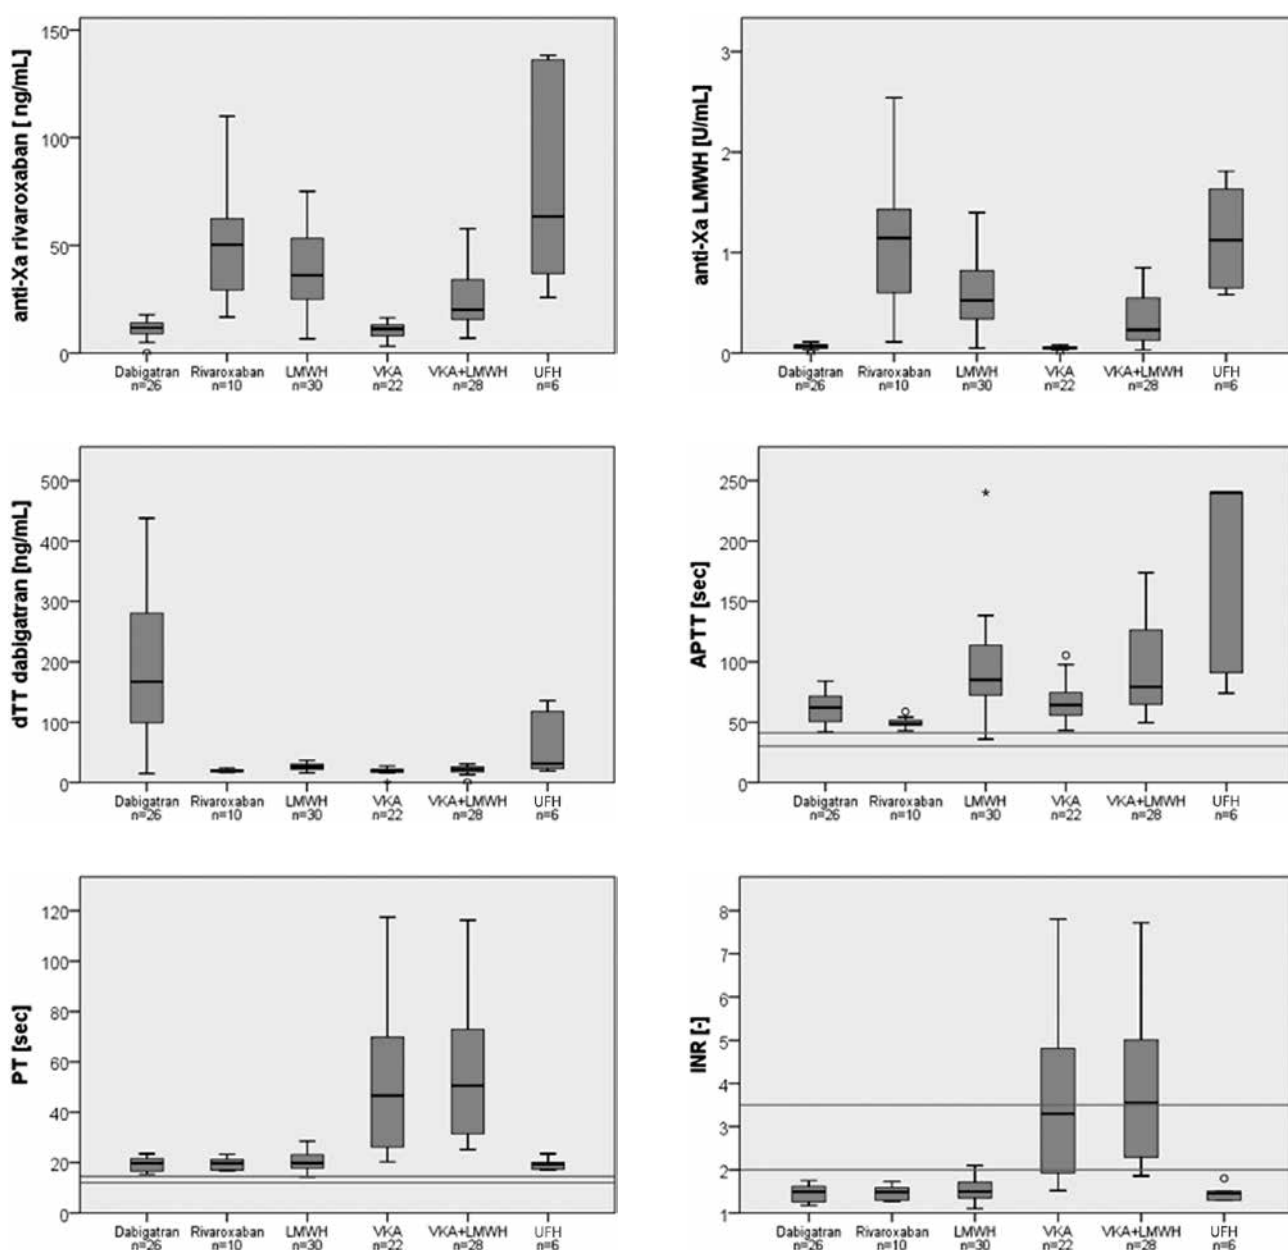 anti-Xa rivaroxaban [ ng/mL]
150
100
50
0
Dabigatran Rivaroxaban LMWH VKA VKA+LMWH UFH
n=26 n=10 n=30 n=22 n=28 n=6
anti-Xa LMWH [U/mL]
3
2
1
0
Dabigatran Rivaroxaban LMWH VKA VKA+LMWH UFH
n=26 n=10 n=30 n=22 n=28 n=6
dTT dabigatran [ng/mL]
500
400
300
200
100
0
Dabigatran Rivaroxaban LMWH VKA VKA+LMWH UFH
n=26 n=10 n=30 n=22 n=28 n=6
APTT [sec]
250
200
150
100
50
0
Dabigatran Rivaroxaban LMWH VKA VKA+LMWH UFH
n=26 n=10 n=30 n=22 n=28 n=6
PT [sec]
120
100
80
60
40
20
0
Dabigatran Rivaroxaban LMWH VKA VKA+LMWH UFH
n=26 n=10 n=30 n=22 n=28 n=6
INR [-]
8
7
6
5
4
3
2
1
Dabigatran Rivaroxaban LMWH VKA VKA+LMWH UFH
n=26 n=10 n=30 n=22 n=28 n=6